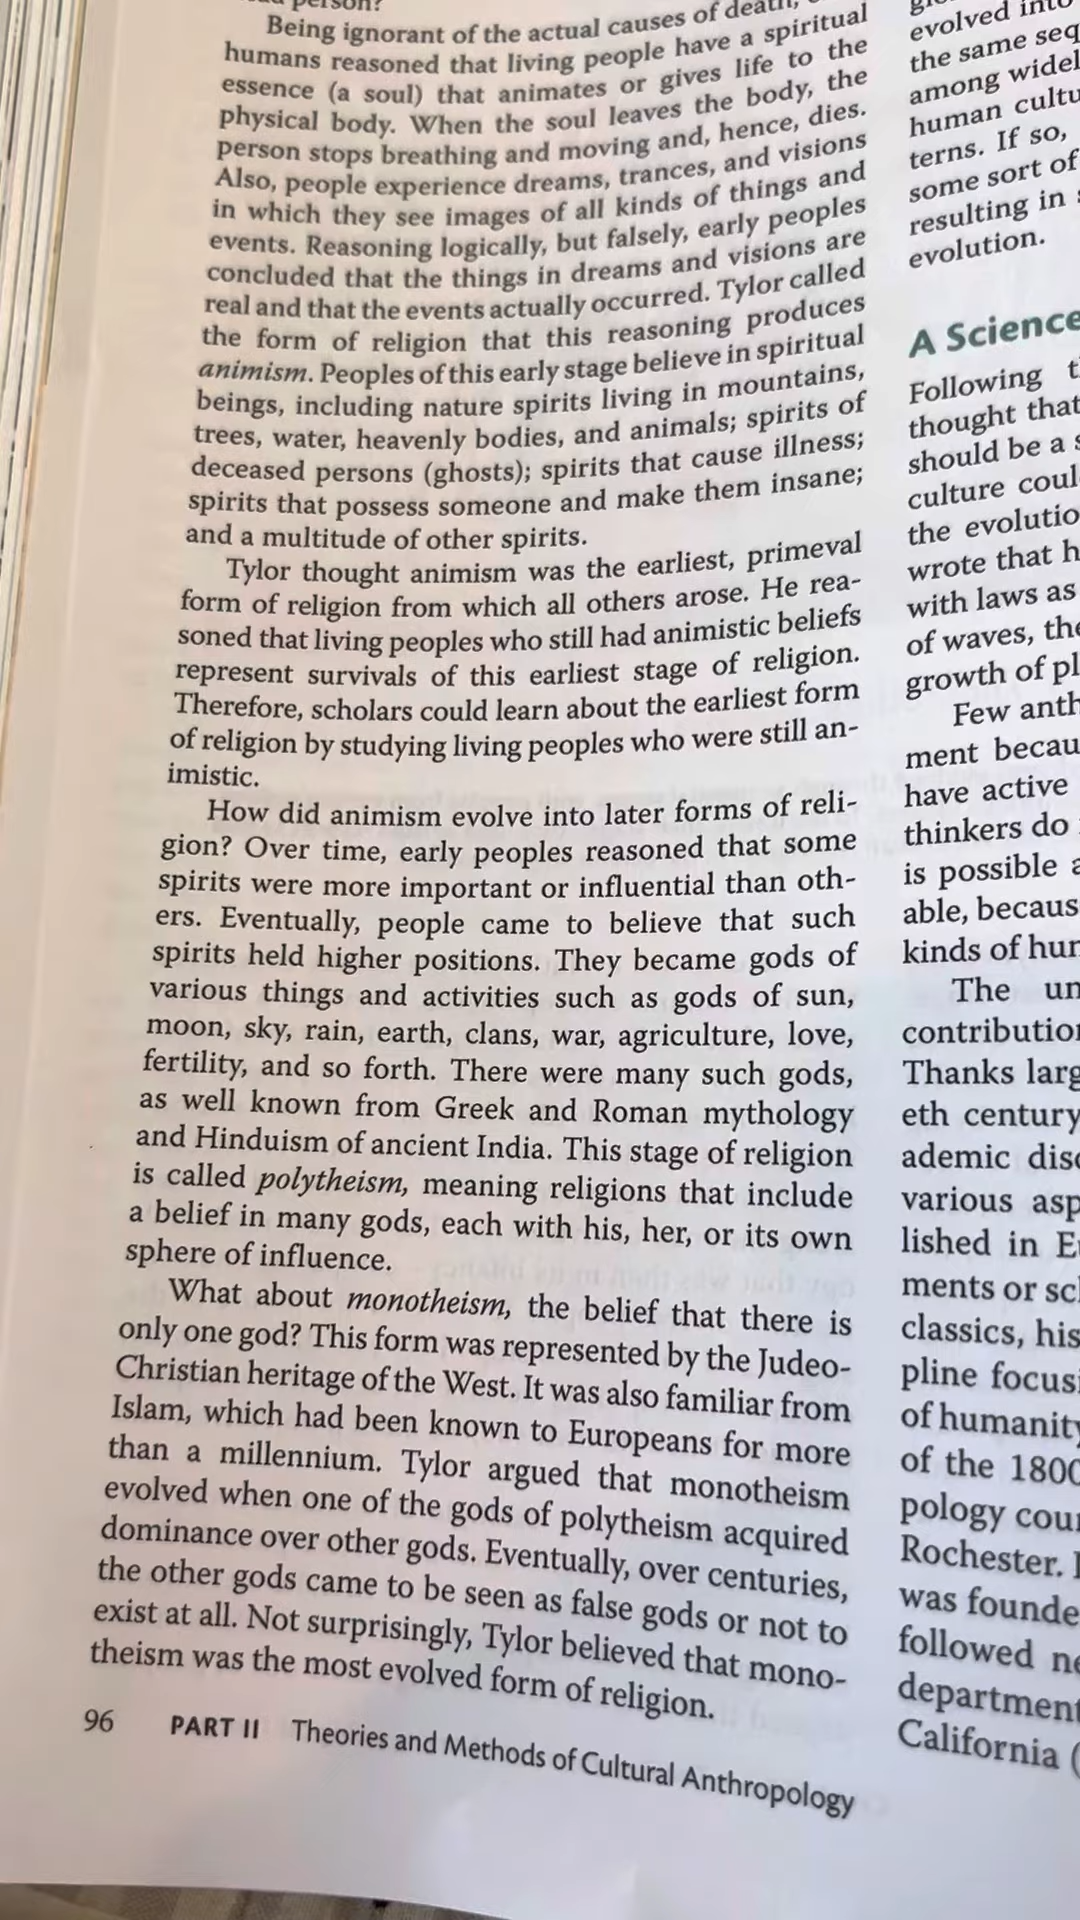 person?
Being ignorant of the actual causes of death,
humans reasoned that living people have a spiritual
essence (a soul) that animates or gives life to the
physical body. When the soul leaves the body, the
person stops breathing and moving and, hence, dies.
Also, people experience dreams, trances, and visions
in which they see images of all kinds of things and
events. Reasoning logically, but falsely, early peoples
concluded that the things in dreams and visions are
real and that the events actually occurred. Tylor called
the form of religion that this reasoning produces
animism. Peoples of this early stage believe in spiritual
beings, including nature spirits living in mountains,
trees, water, heavenly bodies, and animals; spirits of
deceased persons (ghosts); spirits that cause illness;
spirits that possess someone and make them insane;
and a multitude of other spirits.
Tylor thought animism was the earliest, primeval
form of religion from which all others arose. He rea-
soned that living peoples who still had animistic beliefs
represent survivals of this earliest stage of religion.
Therefore, scholars could learn about the earliest form
of religion by studying living peoples who were still an-
imistic.
How did animism evolve into later forms of reli-
gion? Over time, early peoples reasoned that some
spirits were more important or influential than oth-
ers. Eventually, people came to believe that such
spirits held higher positions. They became gods of
various things and activities such as gods of sun,
moon, sky, rain, earth, clans, war, agriculture, love,
fertility, and so forth. There were many such gods,
as well known from Greek and Roman mythology
and Hinduism of ancient India. This stage of religion
is called polytheism, meaning religions that include
a belief in many gods, each with his, her, or its own
sphere of influence.
What about monotheism, the belief that there is
only one god? This form was represented by the Judeo-
Christian heritage of the West. It was also familiar from
Islam, which had been known to Europeans for more
than a millennium. Tylor argued that monotheism
evolved when one of the gods of polytheism acquired
dominance over other gods. Eventually, over centuries,
the other gods came to be seen as false gods or not to
exist at all. Not surprisingly, Tylor believed that mono-
theism was the most evolved form of religion.
96 PART II Theories and Methods of Cultural Anthropology
evolved into
the same seq
among widel
human cultu
terns. If so,
some sort of
resulting in
evolution.
A Science
Following
thought that
should be a
culture coul
the evolutio
wrote that h
with laws as
of waves, the
growth of pl
Few anth
ment becau
have active
thinkers do
is possible
able, becaus
kinds of hum
The un
contribution
Thanks larg
eth century
ademic disc
various asp
lished in E
ments or sc
classics, his
pline focusi
of humanity
of the 1800
pology cour
Rochester.
was founde
followed ne
department
California (